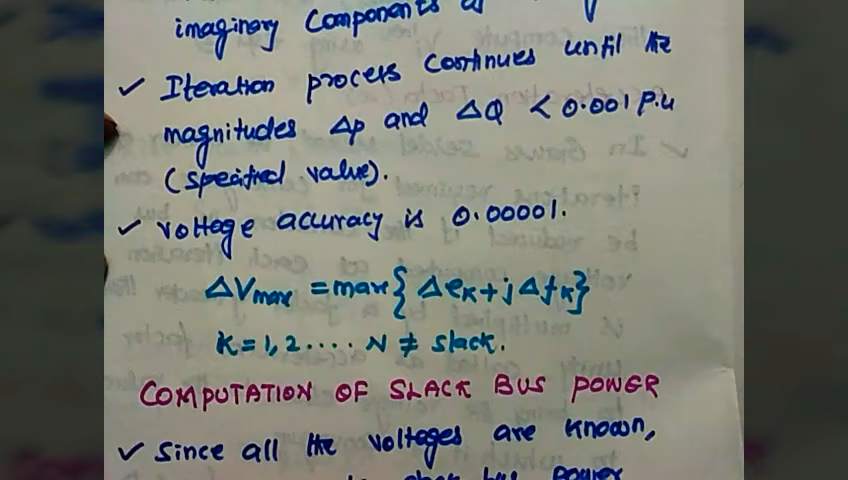 imaginary Components
✓ Iteration process continues until the
magnitudes ΔP and ΔQ < 0.001 P.u
(specified value).
✓ voltage accuracy is 0.00001.
ΔVmax = max{ Δek + jΔfk}
K = 1, 2 .... N ≠ slack.
COMPUTATION OF SLACK BUS POWER
✓ Since all the voltages are known,
bus power